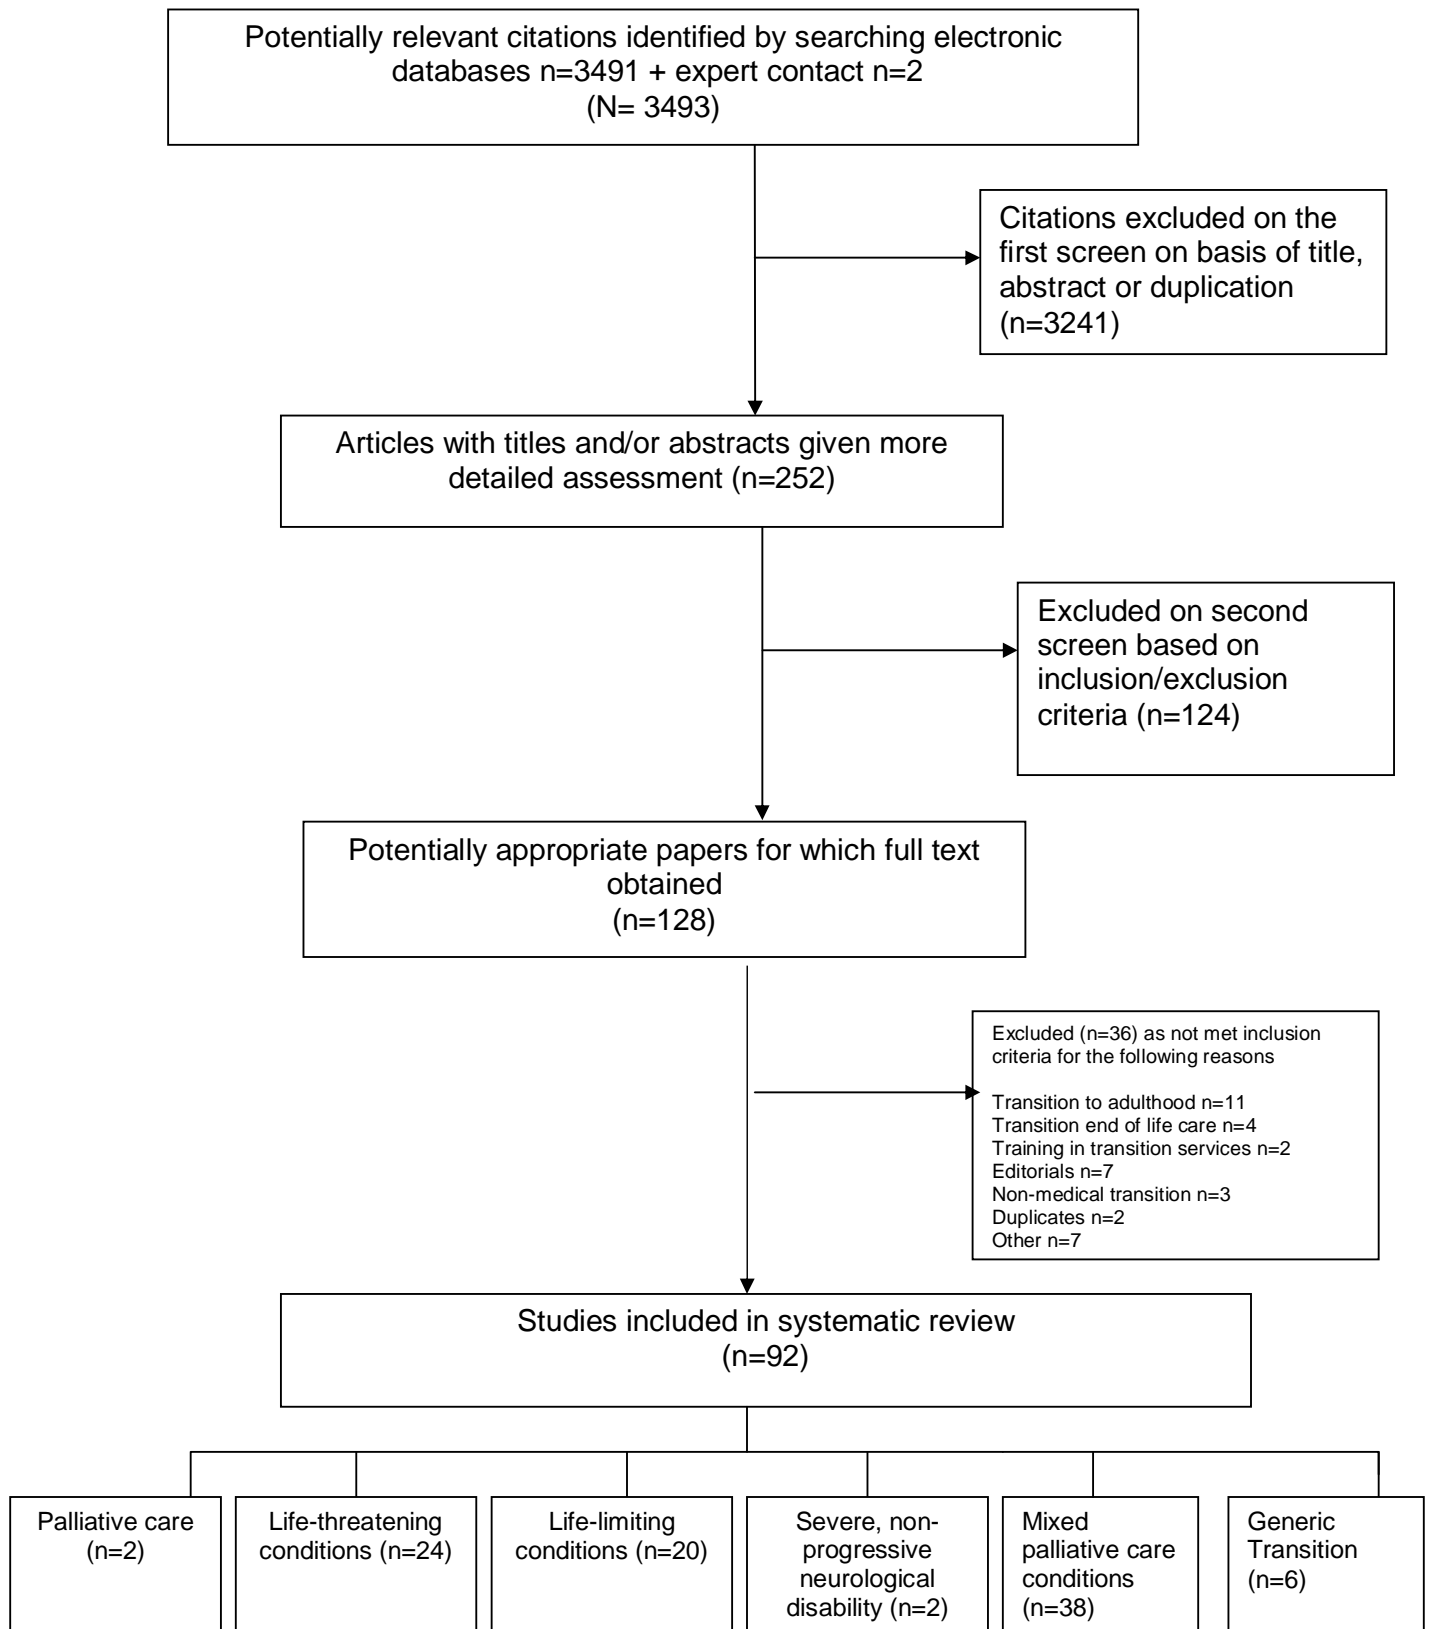 Potentially relevant citations identified by searching electronic
databases n=3491 + expert contact n=2
(N= 3493)
Citations excluded on the
first screen on basis of title,
abstract or duplication
(n=3241)
Articles with titles and/or abstracts given more
detailed assessment (n=252)
Excluded on second
screen based on
inclusion/exclusion
criteria (n=124)
Potentially appropriate papers for which full text
obtained
(n=128)
Excluded (n=36) as not met inclusion
criteria for the following reasons
Transition to adulthood n=11
Transition end of life care n=4
Training in transition services n=2
Editorials n=7
Non-medical transition n=3
Duplicates n=2
Other n=7
Studies included in systematic review
(n=92)
Palliative care
(n=2)
Life-threatening
conditions (n=24)
Life-limiting
conditions (n=20)
Severe, non-
progressive
neurological
disability (n=2)
Mixed
palliative care
conditions
(n=38)
Generic
Transition
(n=6)